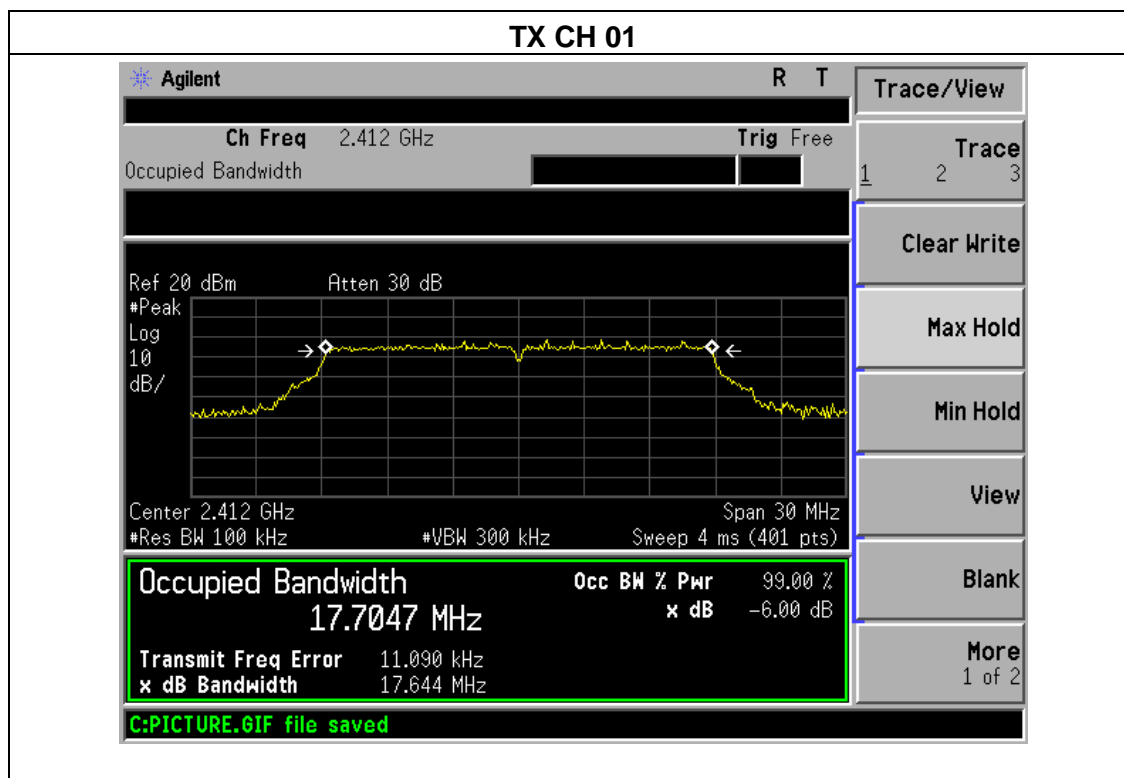 TX CH 01
Agilent R T
Ch Freq 2.412 GHz Trig Free
Occupied Bandwidth
Ref 20 dBm Atten 30 dB
#Peak
Log
10
dB/
Center 2.412 GHz Span 30 MHz
#Res BW 100 kHz #VBW 300 kHz Sweep 4 ms (401 pts)
Occupied Bandwidth Occ BW % Pwr 99.00 %
17.7047 MHz x dB -6.00 dB
Transmit Freq Error 11.090 kHz
x dB Bandwidth 17.644 MHz
C:PICTURE.GIF file saved
Trace/View
Trace
1 2 3
Clear Write
Max Hold
Min Hold
View
Blank
More
1 of 2